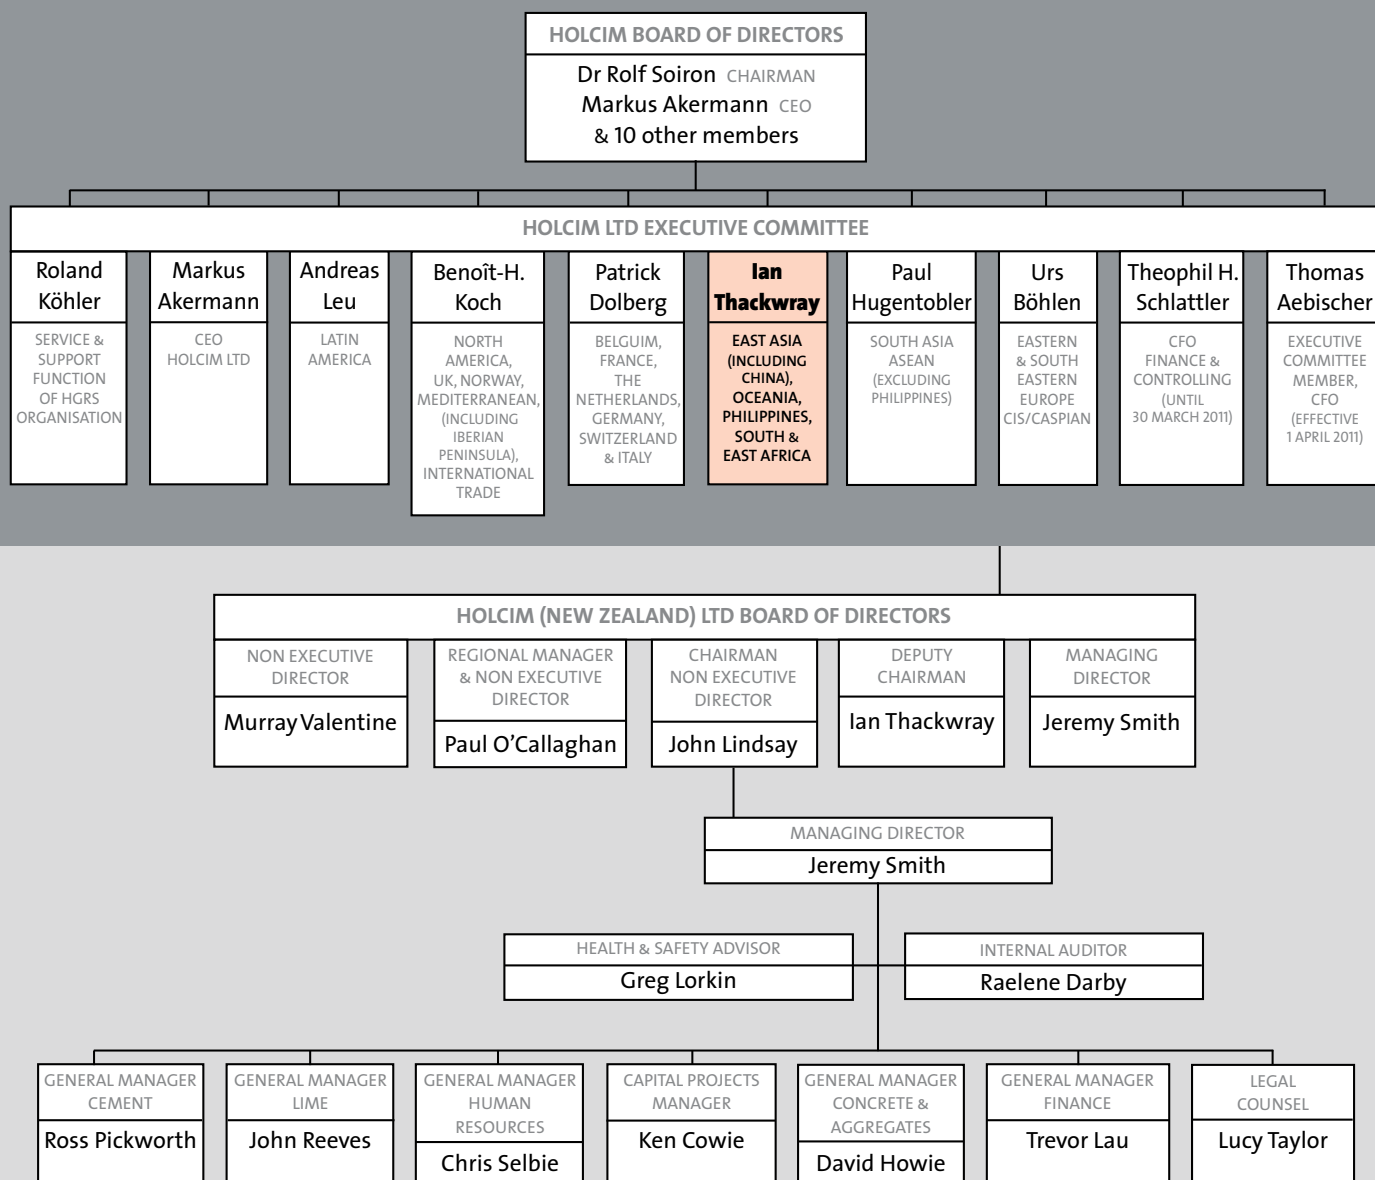 HOLCIM BOARD OF DIRECTORS
Dr Rolf Soiron CHAIRMAN
Markus Akermann CEO
& 10 other members
HOLCIM LTD EXECUTIVE COMMITTEE
Roland
Köhler
SERVICE &
SUPPORT
FUNCTION
OF HGRS
ORGANISATION
Markus
Akermann
CEO
HOLCIM LTD
Andreas
Leu
LATIN
AMERICA
Benoît-H.
Koch
NORTH
AMERICA,
UK, NORWAY,
MEDITERRANEAN,
(INCLUDING
IBERIAN
PENINSULA),
INTERNATIONAL
TRADE
Patrick
Dolberg
BELGUIM,
FRANCE,
THE
NETHERLANDS,
GERMANY,
SWITZERLAND
& ITALY
Ian
Thackwray
EAST ASIA
(INCLUDING
CHINA),
OCEANIA,
PHILIPPINES,
SOUTH &
EAST AFRICA
Paul
Hugentobler
SOUTH ASIA
ASEAN
(EXCLUDING
PHILIPPINES)
Urs
Böhlen
EASTERN
& SOUTH
EASTERN
EUROPE
CIS/CASPIAN
Theophil H.
Schlattler
CFO
FINANCE &
CONTROLLING
(UNTIL
30 MARCH 2011)
Thomas
Aebischer
EXECUTIVE
COMMITTEE
MEMBER,
CFO
(EFFECTIVE
1 APRIL 2011)
HOLCIM (NEW ZEALAND) LTD BOARD OF DIRECTORS
NON EXECUTIVE
DIRECTOR
Murray Valentine
REGIONAL MANAGER
& NON EXECUTIVE
DIRECTOR
Paul O’Callaghan
CHAIRMAN
NON EXECUTIVE
DIRECTOR
John Lindsay
DEPUTY
CHAIRMAN
Ian Thackwray
MANAGING
DIRECTOR
Jeremy Smith
MANAGING DIRECTOR
Jeremy Smith
HEALTH & SAFETY ADVISOR
Greg Lorkin
INTERNAL AUDITOR
Raelene Darby
GENERAL MANAGER
CEMENT
Ross Pickworth
GENERAL MANAGER
LIME
John Reeves
GENERAL MANAGER
HUMAN
RESOURCES
Chris Selbie
CAPITAL PROJECTS
MANAGER
Ken Cowie
GENERAL MANAGER
CONCRETE &
AGGREGATES
David Howie
GENERAL MANAGER
FINANCE
Trevor Lau
LEGAL
COUNSEL
Lucy Taylor